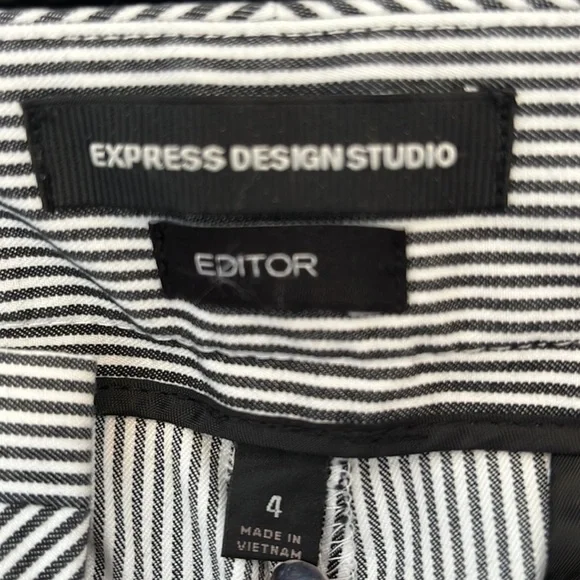 EXPRESS DESIGN STUDIO
EDITOR
4
MADE IN
VIETNAM